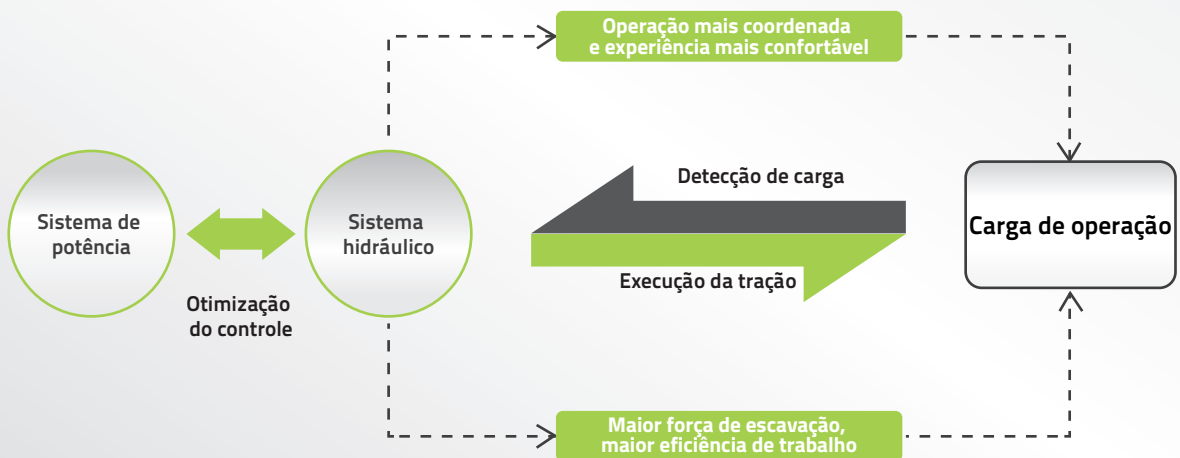 Operação mais coordenada
e experiência mais confortável
Sistema de
potência
Otimização
do controle
Sistema
hidráulico
Detecção de carga
Execução da tração
Carga de operação
Maior força de escavação,
maior eficiência de trabalho